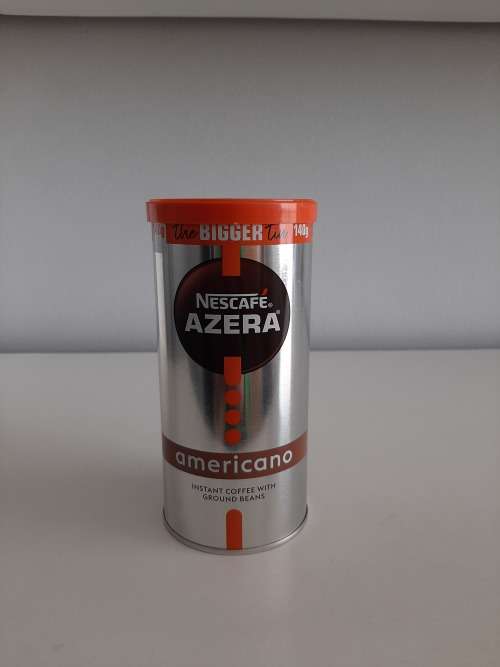 the BIGGER tin 140g
NESCAFÉ®
AZERA®
americano
INSTANT COFFEE WITH
GROUND BEANS